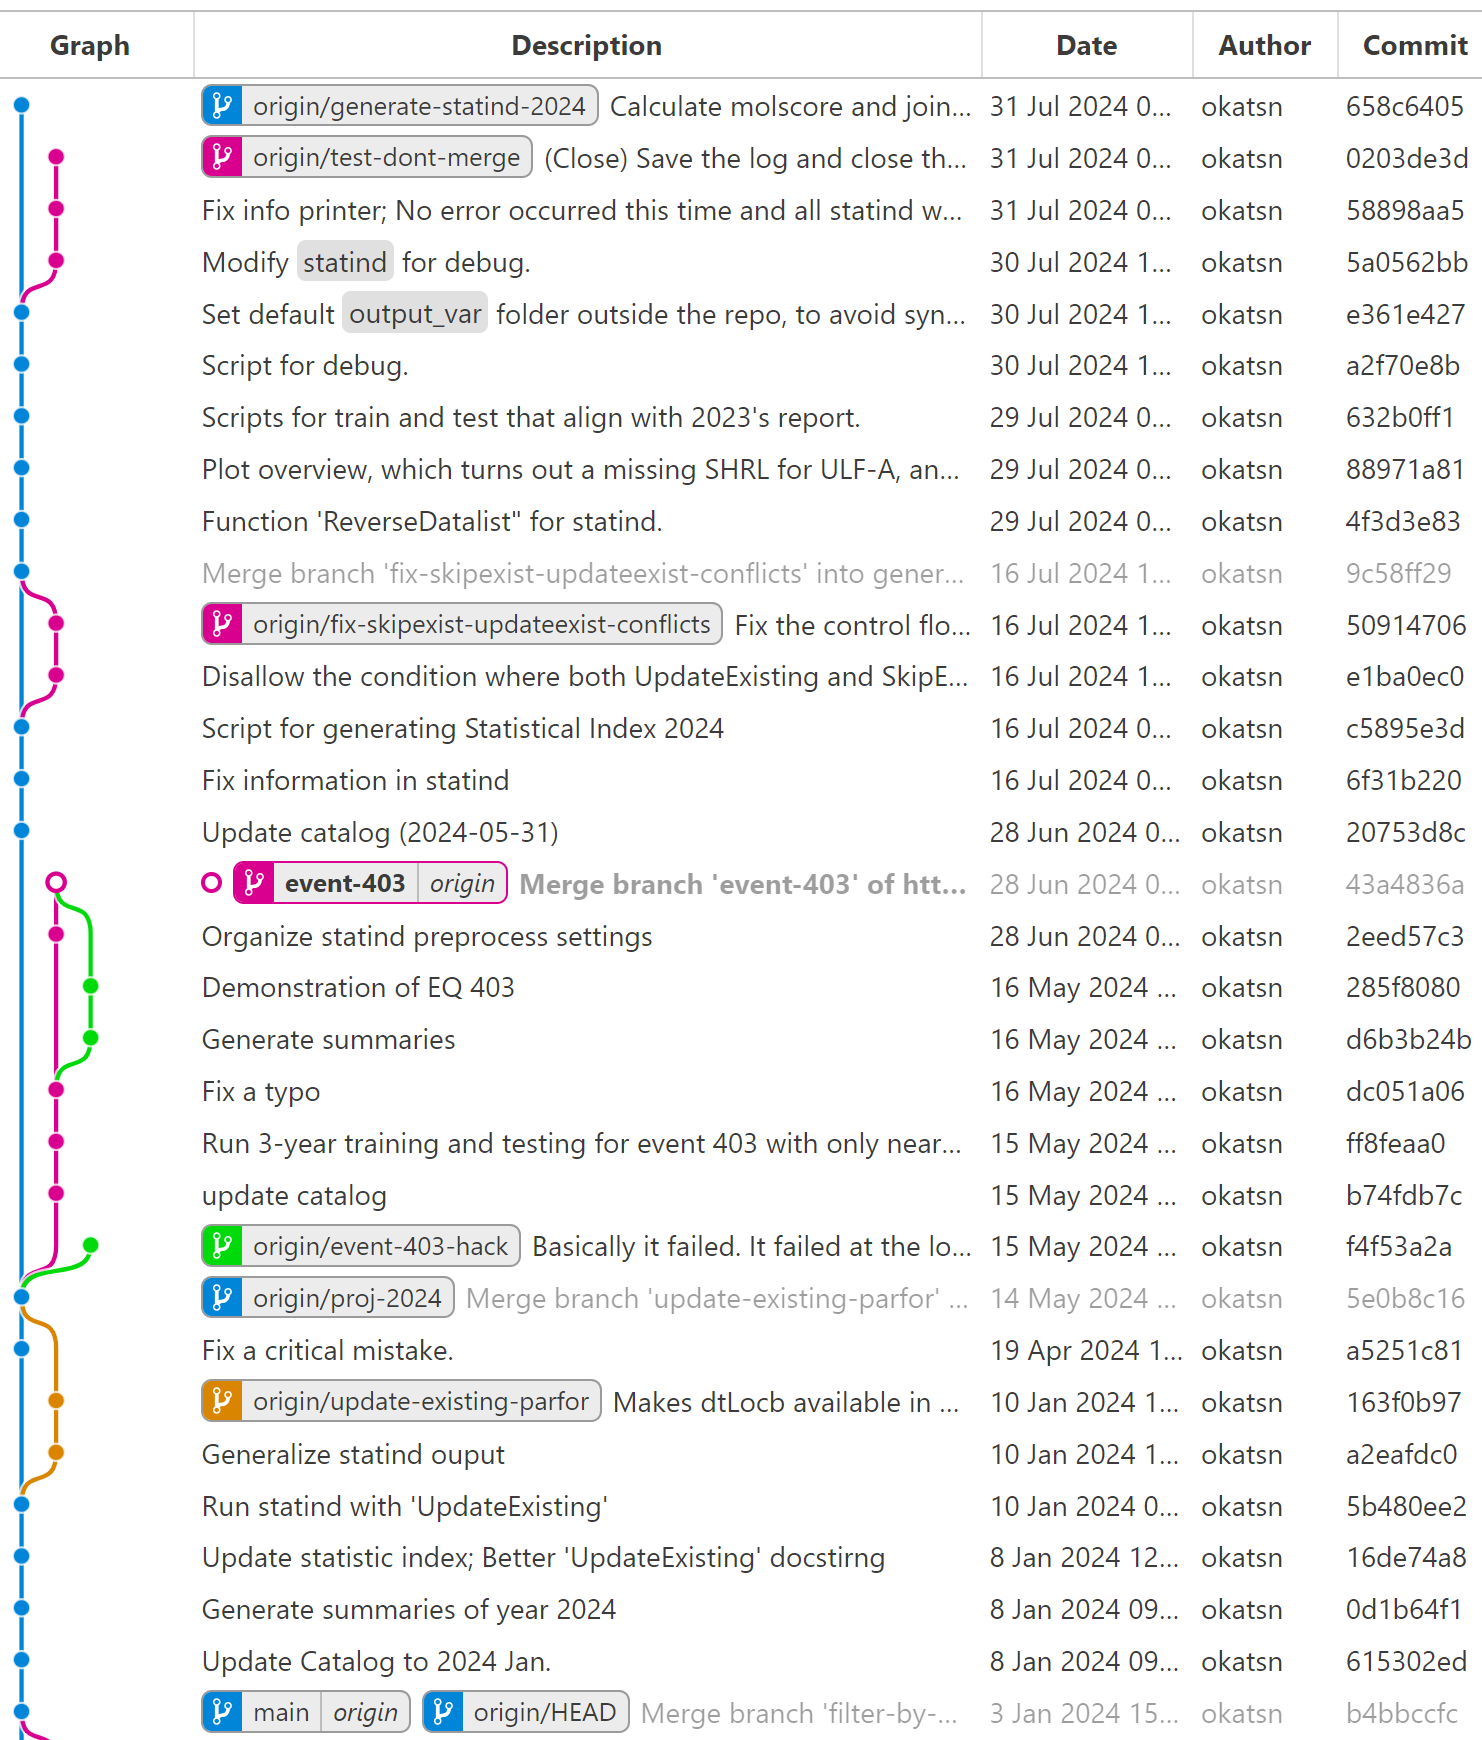 Graph Description Date Author Commit
origin/generate-statind-2024 Calculate molscore and join... 31 Jul 2024 0... okatsn 658c6405
origin/test-dont-merge (Close) Save the log and close th... 31 Jul 2024 0... okatsn 0203de3d
Fix info printer; No error occurred this time and all statind w... 31 Jul 2024 0... okatsn 58898aa5
Modify statind for debug. 30 Jul 2024 1... okatsn 5a0562bb
Set default output_var folder outside the repo, to avoid syn... 30 Jul 2024 1... okatsn e361e427
Script for debug. 30 Jul 2024 1... okatsn a2f70e8b
Scripts for train and test that align with 2023's report. 29 Jul 2024 0... okatsn 632b0ff1
Plot overview, which turns out a missing SHRL for ULF-A, an... 29 Jul 2024 0... okatsn 88971a81
Function 'ReverseDatalist" for statind. 29 Jul 2024 0... okatsn 4f3d3e83
Merge branch 'fix-skipexist-updateexist-conflicts' into gener... 16 Jul 2024 1... okatsn 9c58ff29
origin/fix-skipexist-updateexist-conflicts Fix the control flo... 16 Jul 2024 1... okatsn 50914706
Disallow the condition where both UpdateExisting and SkipE... 16 Jul 2024 1... okatsn e1ba0ec0
Script for generating Statistical Index 2024 16 Jul 2024 0... okatsn c5895e3d
Fix information in statind 16 Jul 2024 0... okatsn 6f31b220
Update catalog (2024-05-31) 28 Jun 2024 0... okatsn 20753d8c
event-403 origin Merge branch 'event-403' of htt... 28 Jun 2024 0... okatsn 43a4836a
Organize statind preprocess settings 28 Jun 2024 0... okatsn 2eed57c3
Demonstration of EQ 403 16 May 2024 ... okatsn 285f8080
Generate summaries 16 May 2024 ... okatsn d6b3b24b
Fix a typo 16 May 2024 ... okatsn dc051a06
Run 3-year training and testing for event 403 with only near... 15 May 2024 ... okatsn ff8feaa0
update catalog 15 May 2024 ... okatsn b74fdb7c
origin/event-403-hack Basically it failed. It failed at the lo... 15 May 2024 ... okatsn f4f53a2a
origin/proj-2024 Merge branch 'update-existing-parfor' ... 14 May 2024 ... okatsn 5e0b8c16
Fix a critical mistake. 19 Apr 2024 1... okatsn a5251c81
origin/update-existing-parfor Makes dtLocb available in ... 10 Jan 2024 1... okatsn 163f0b97
Generalize statind ouput 10 Jan 2024 1... okatsn a2eafdc0
Run statind with 'UpdateExisting' 10 Jan 2024 0... okatsn 5b480ee2
Update statistic index; Better 'UpdateExisting' docstirng 8 Jan 2024 12... okatsn 16de74a8
Generate summaries of year 2024 8 Jan 2024 09... okatsn 0d1b64f1
Update Catalog to 2024 Jan. 8 Jan 2024 09... okatsn 615302ed
main origin origin/HEAD Merge branch 'filter-by-... 3 Jan 2024 15... okatsn b4bbccfc